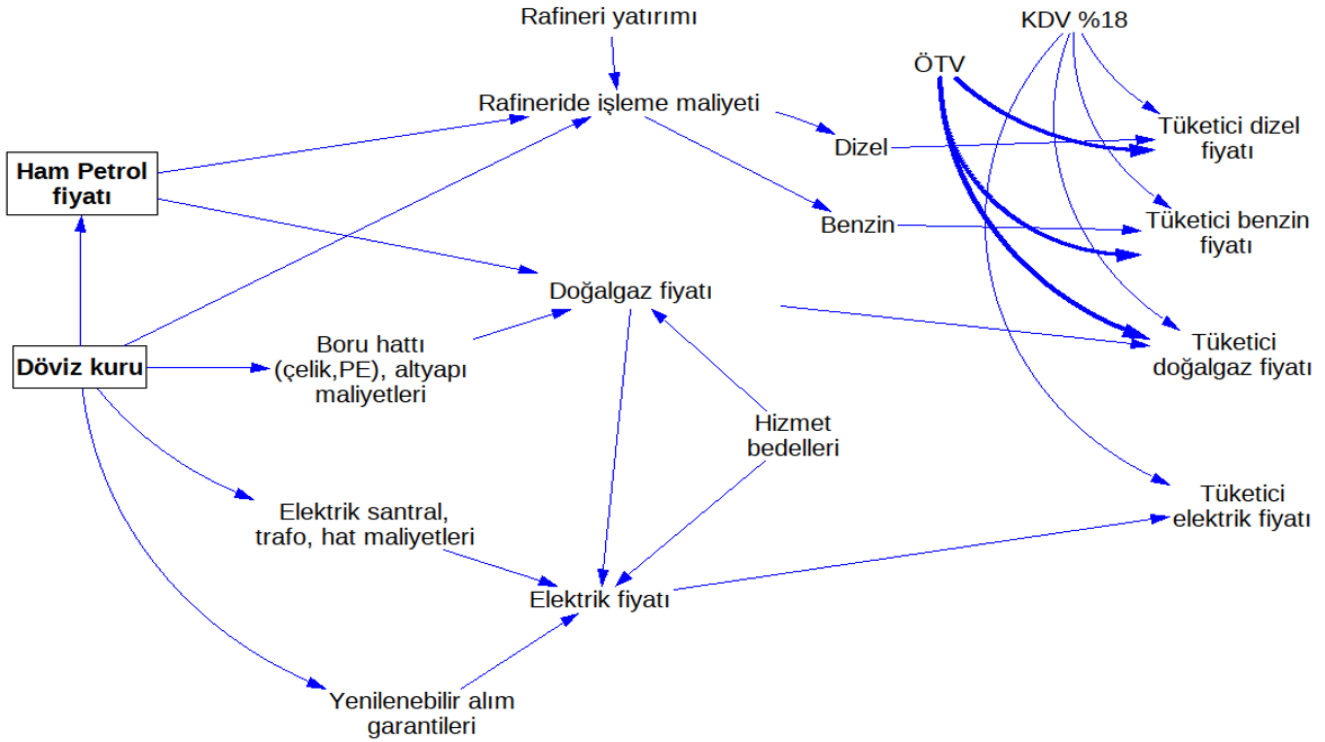 Rafineri yatırımı
KDV %18
ÖTV
Rafineride işleme maliyeti
Dizel
Tüketici dizel
fiyatı
Ham Petrol
fiyatı
Benzin
Tüketici benzin
fiyatı
Doğalgaz fiyatı
Döviz kuru
Boru hattı
(çelik,PE), altyapı
maliyetleri
Tüketici
doğalgaz fiyatı
Hizmet
bedelleri
Elektrik santral,
trafo, hat maliyetleri
Tüketici
elektrik fiyatı
Elektrik fiyatı
Yenilenebilir alım
garantileri